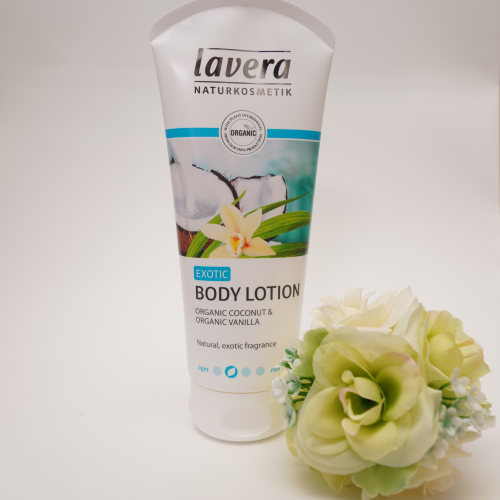 lavera
NATURKOSMETIK
ORGANIC
EXOTIC
BODY LOTION
ORGANIC COCONUT &
ORGANIC VANILLA
Natural, exotic fragrance
light